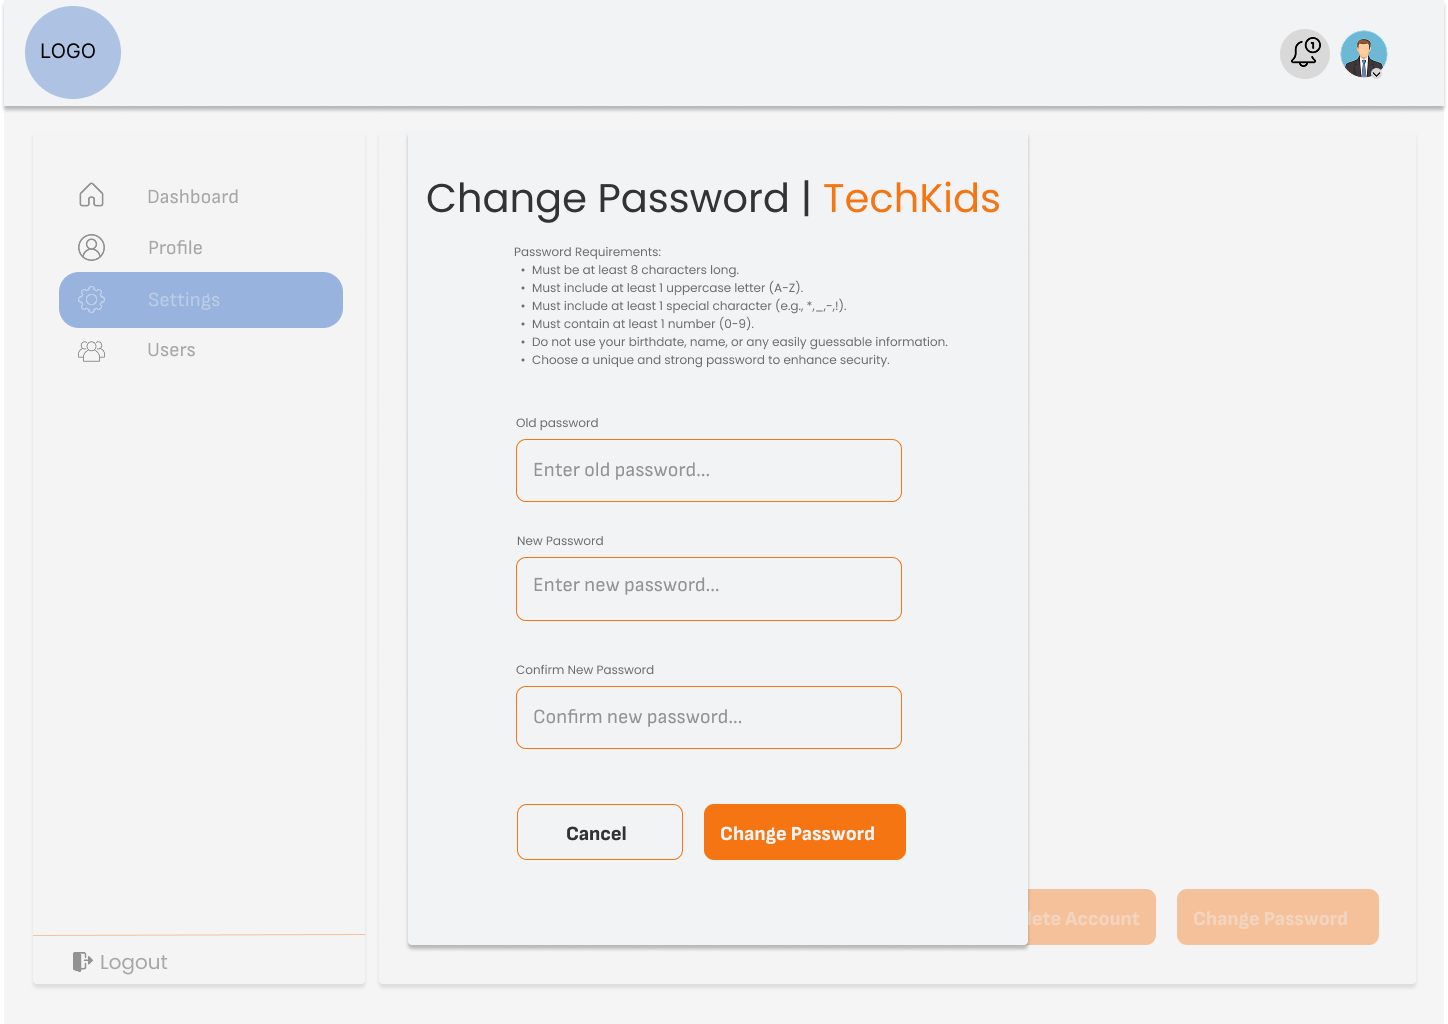 LOGO
1
Dashboard
Profile
Settings
Users
Logout
Change Password | TechKids
Password Requirements:
• Must be at least 8 characters long.
• Must include at least 1 uppercase letter (A-Z).
• Must include at least 1 special character (e.g., *,_,-,!).
• Must contain at least 1 number (0-9).
• Do not use your birthdate, name, or any easily guessable information.
• Choose a unique and strong password to enhance security.
Old password
Enter old password...
New Password
Enter new password...
Confirm New Password
Confirm new password...
Cancel
Change Password
lete Account
Change Password